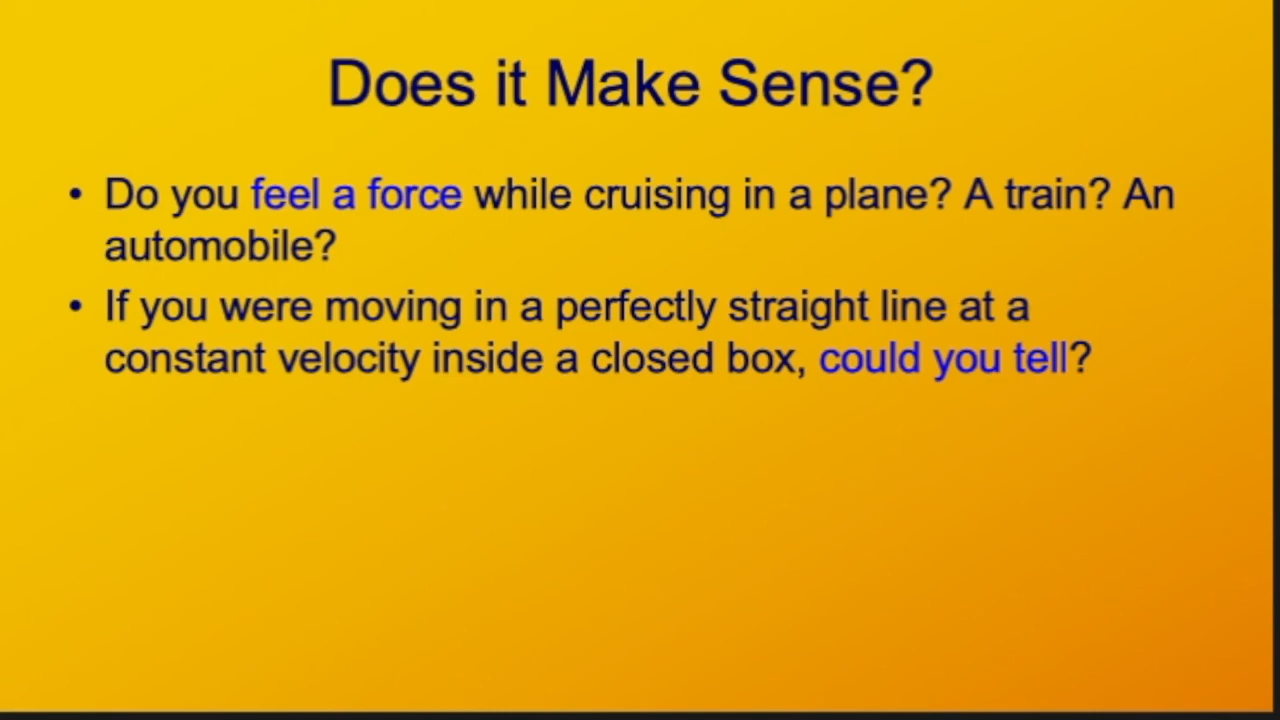 Does it Make Sense?
• Do you feel a force while cruising in a plane? A train? An
automobile?
• If you were moving in a perfectly straight line at a
constant velocity inside a closed box, could you tell?